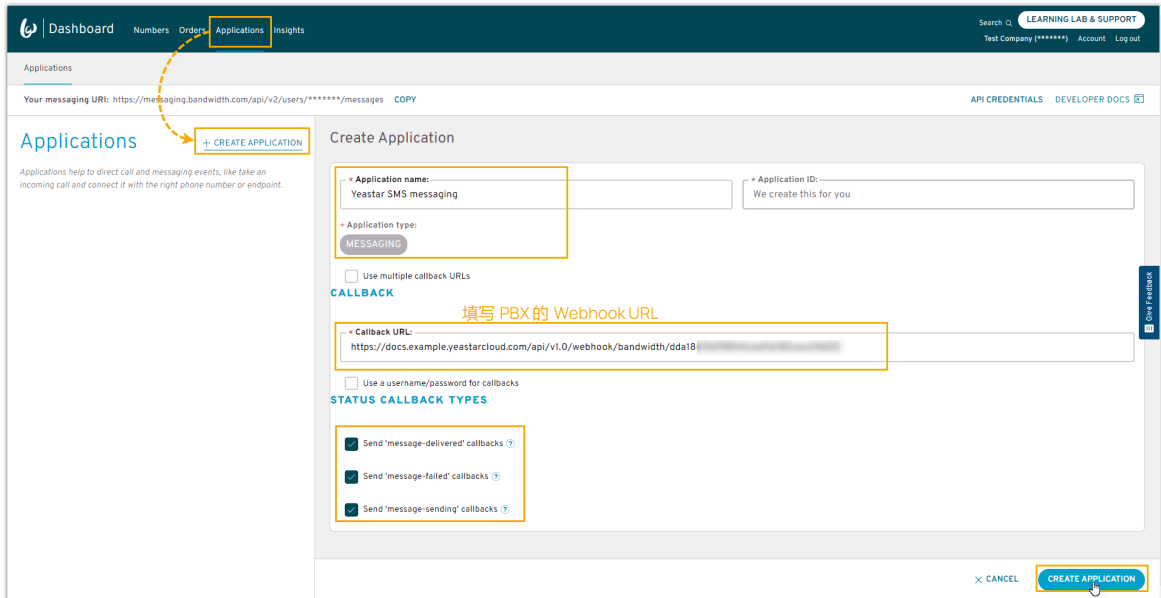 Dashboard Numbers Orders Applications Insights
Search LEARNING LAB & SUPPORT
Test Company (*******) Account Log out
Applications
Your messaging URI: https://messaging.bandwidth.com/api/v2/users/*******/messages COPY
API CREDENTIALS DEVELOPER DOCS
Applications
+ CREATE APPLICATION
Applications help to direct call and messaging events, like take an
incoming call and connect it with the right phone number or endpoint.
Create Application
* Application name:
Yeastar SMS messaging
* Application ID:
We create this for you
* Application type:
MESSAGING
Use multiple callback URLs
CALLBACK
填写 PBX 的 Webhook URL
* Callback URL:
https://docs.example.yeastarcloud.com/api/v1.0/webhook/bandwidth/dda18
Use a username/password for callbacks
STATUS CALLBACK TYPES
Send 'message-delivered' callbacks ?
Send 'message-failed' callbacks ?
Send 'message-sending' callbacks ?
Give Feedback
× CANCEL
CREATE APPLICATION